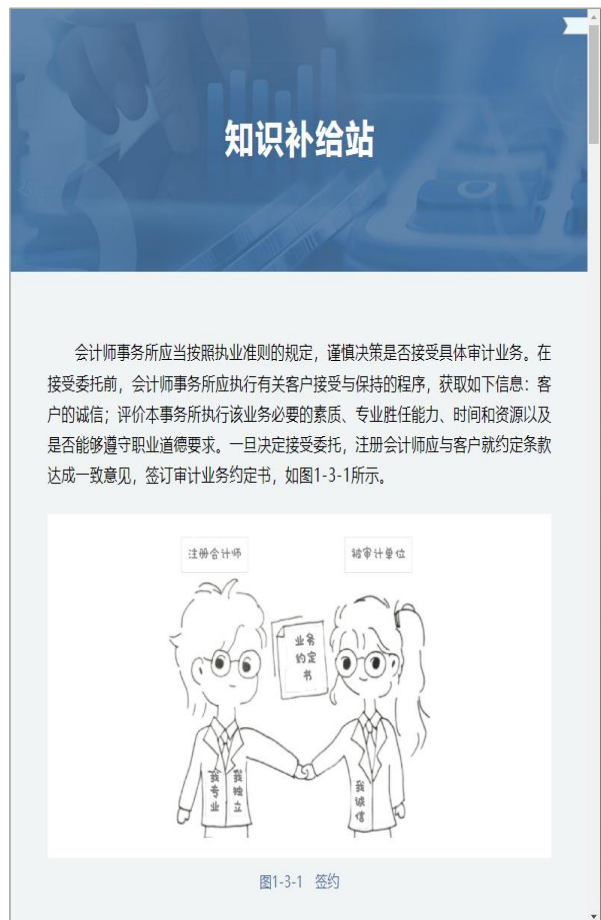 知识补给站
会计师事务所应当按照执业准则的规定，谨慎决策是否接受具体审计业务。在
接受委托前，会计师事务所应执行有关客户接受与保持的程序，获取如下信息：客
户的诚信；评价本事务所执行该业务必要的素质、专业胜任能力、时间和资源以及
是否能够遵守职业道德要求。一旦决定接受委托，注册会计师应与客户就约定条款
达成一致意见，签订审计业务约定书，如图1-3-1所示。
注册会计师
被审计单位
业务
约定
书
我专业
我独立
我诚信
图1-3-1 签约